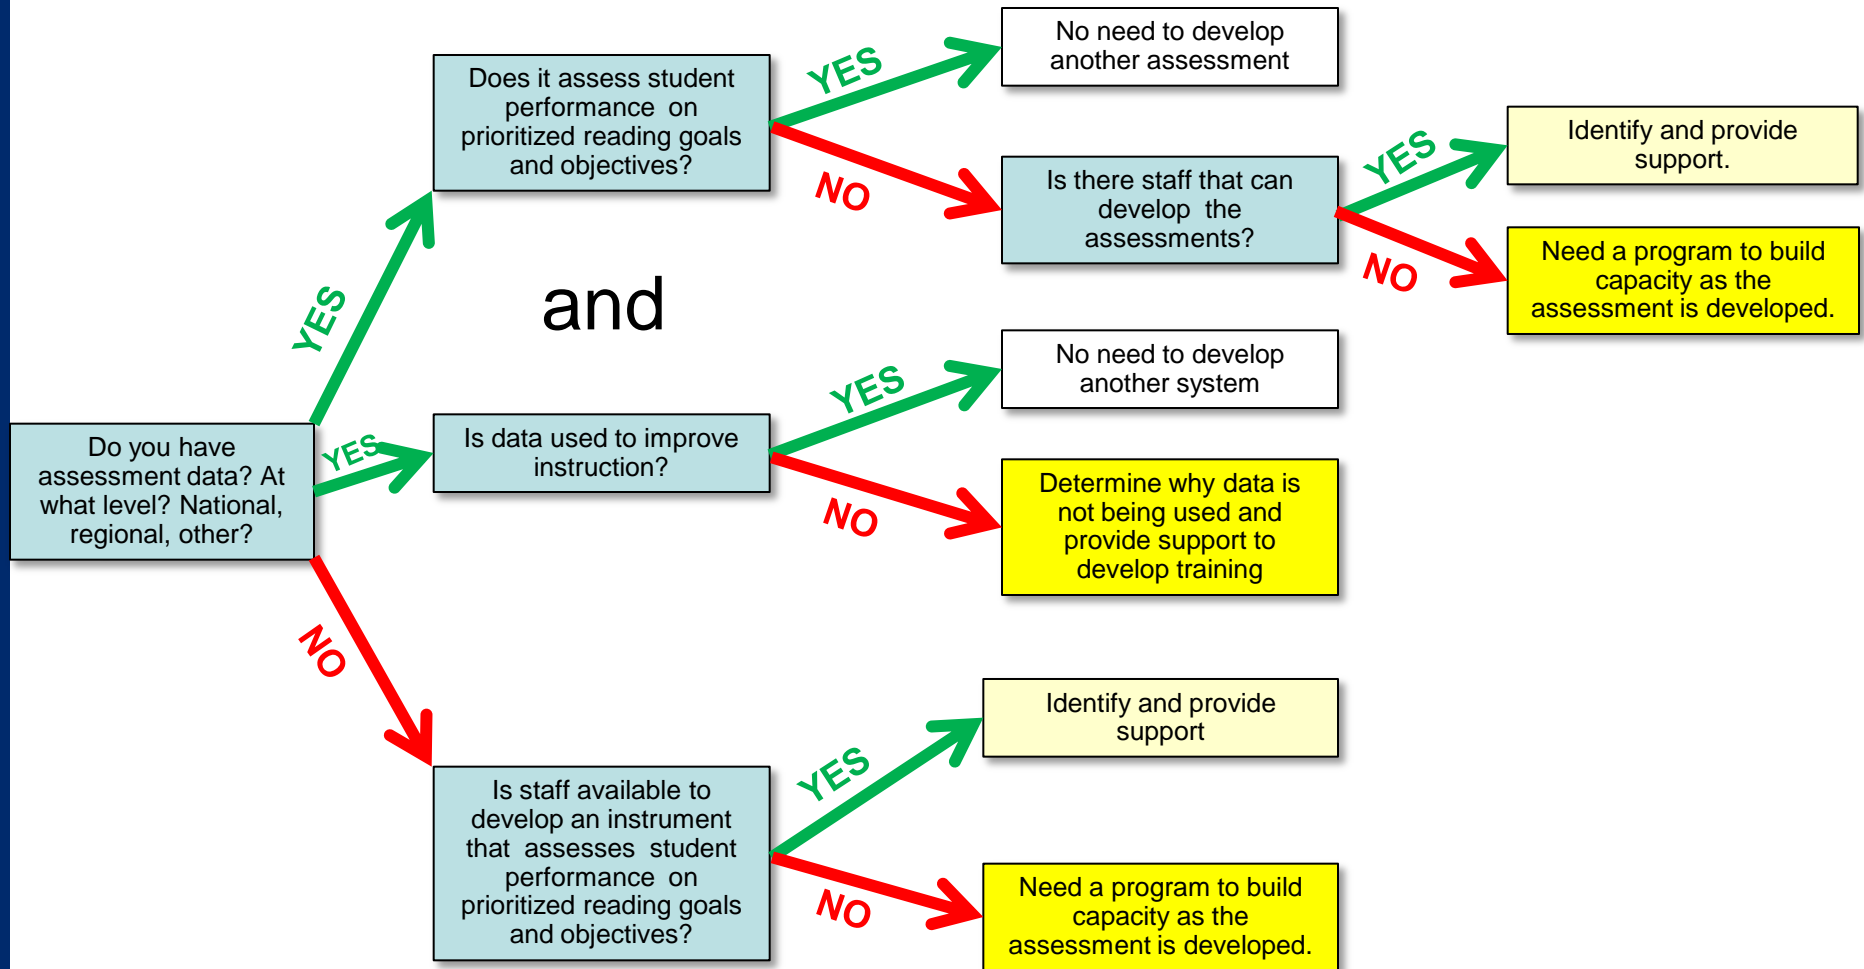 Do you have
assessment data? At
what level? National,
regional, other?
YES
Does it assess student
performance on
prioritized reading goals
and objectives?
YES
No need to develop
another assessment
NO
Is there staff that can
develop the
assessments?
YES
Identify and provide
support.
NO
Need a program to build
capacity as the
assessment is developed.
and
YES
Is data used to improve
instruction?
YES
No need to develop
another system
NO
Determine why data is
not being used and
provide support to
develop training
NO
Is staff available to
develop an instrument
that assesses student
performance on
prioritized reading goals
and objectives?
YES
Identify and provide
support
NO
Need a program to build
capacity as the
assessment is developed.